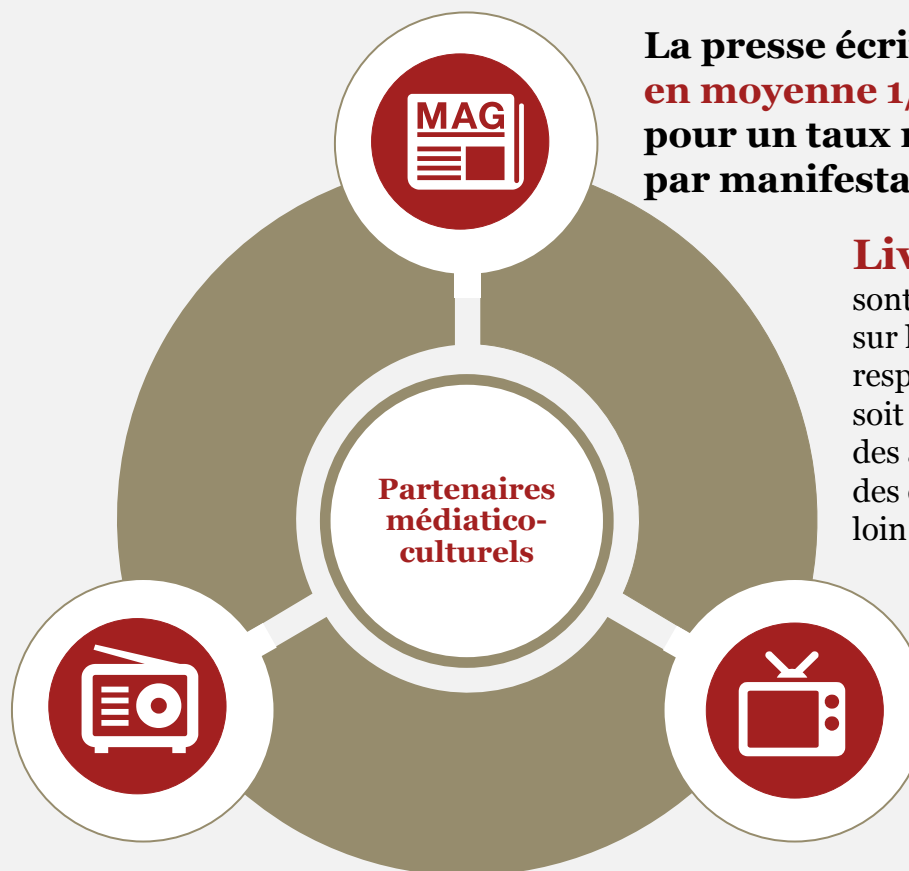 MAG
La presse écri
en moyenne 1,
pour un taux
par manifesta
Liv
sont
sur
resp
soit
des
des
loin
Partenaires
médiatico-
culturels